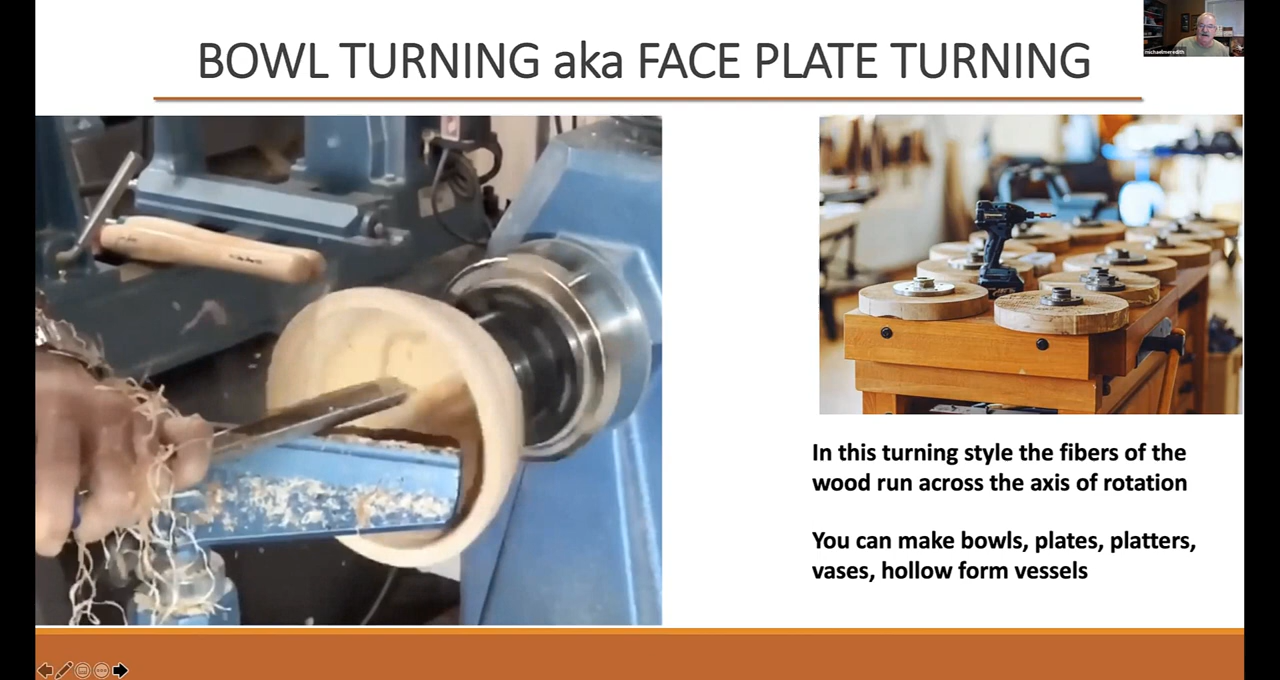 BOWL TURNING aka FACE PLATE TURNING
michaelmeredith
In this turning style the fibers of the
wood run across the axis of rotation
You can make bowls, plates, platters,
vases, hollow form vessels